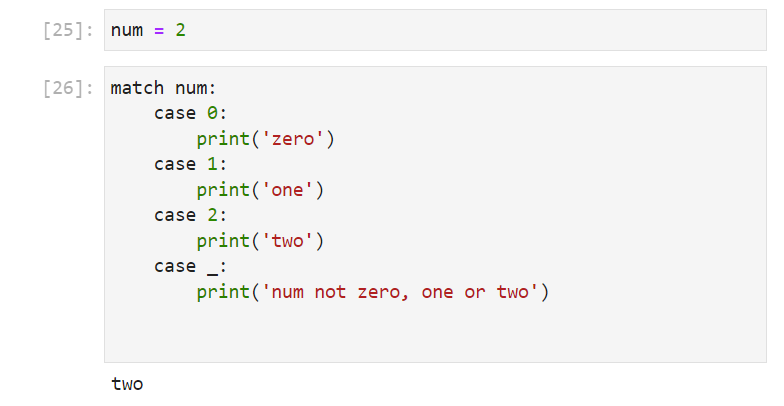 [25]: num = 2
[26]: match num:
    case 0:
        print('zero')
    case 1:
        print('one')
    case 2:
        print('two')
    case _:
        print('num not zero, one or two')
two